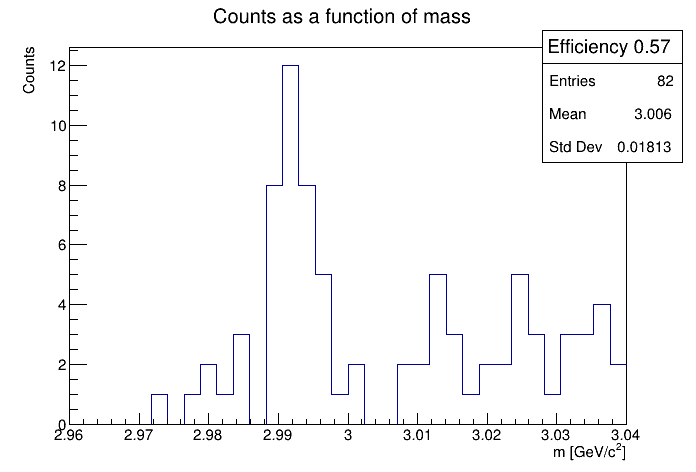 Counts as a function of mass
Efficiency 0.57
Entries 82
Mean 3.006
Std Dev 0.01813
Counts
12
10
8
6
4
2
0
2.96 2.97 2.98 2.99 3 3.01 3.02 3.03 3.04
m [GeV/c²]